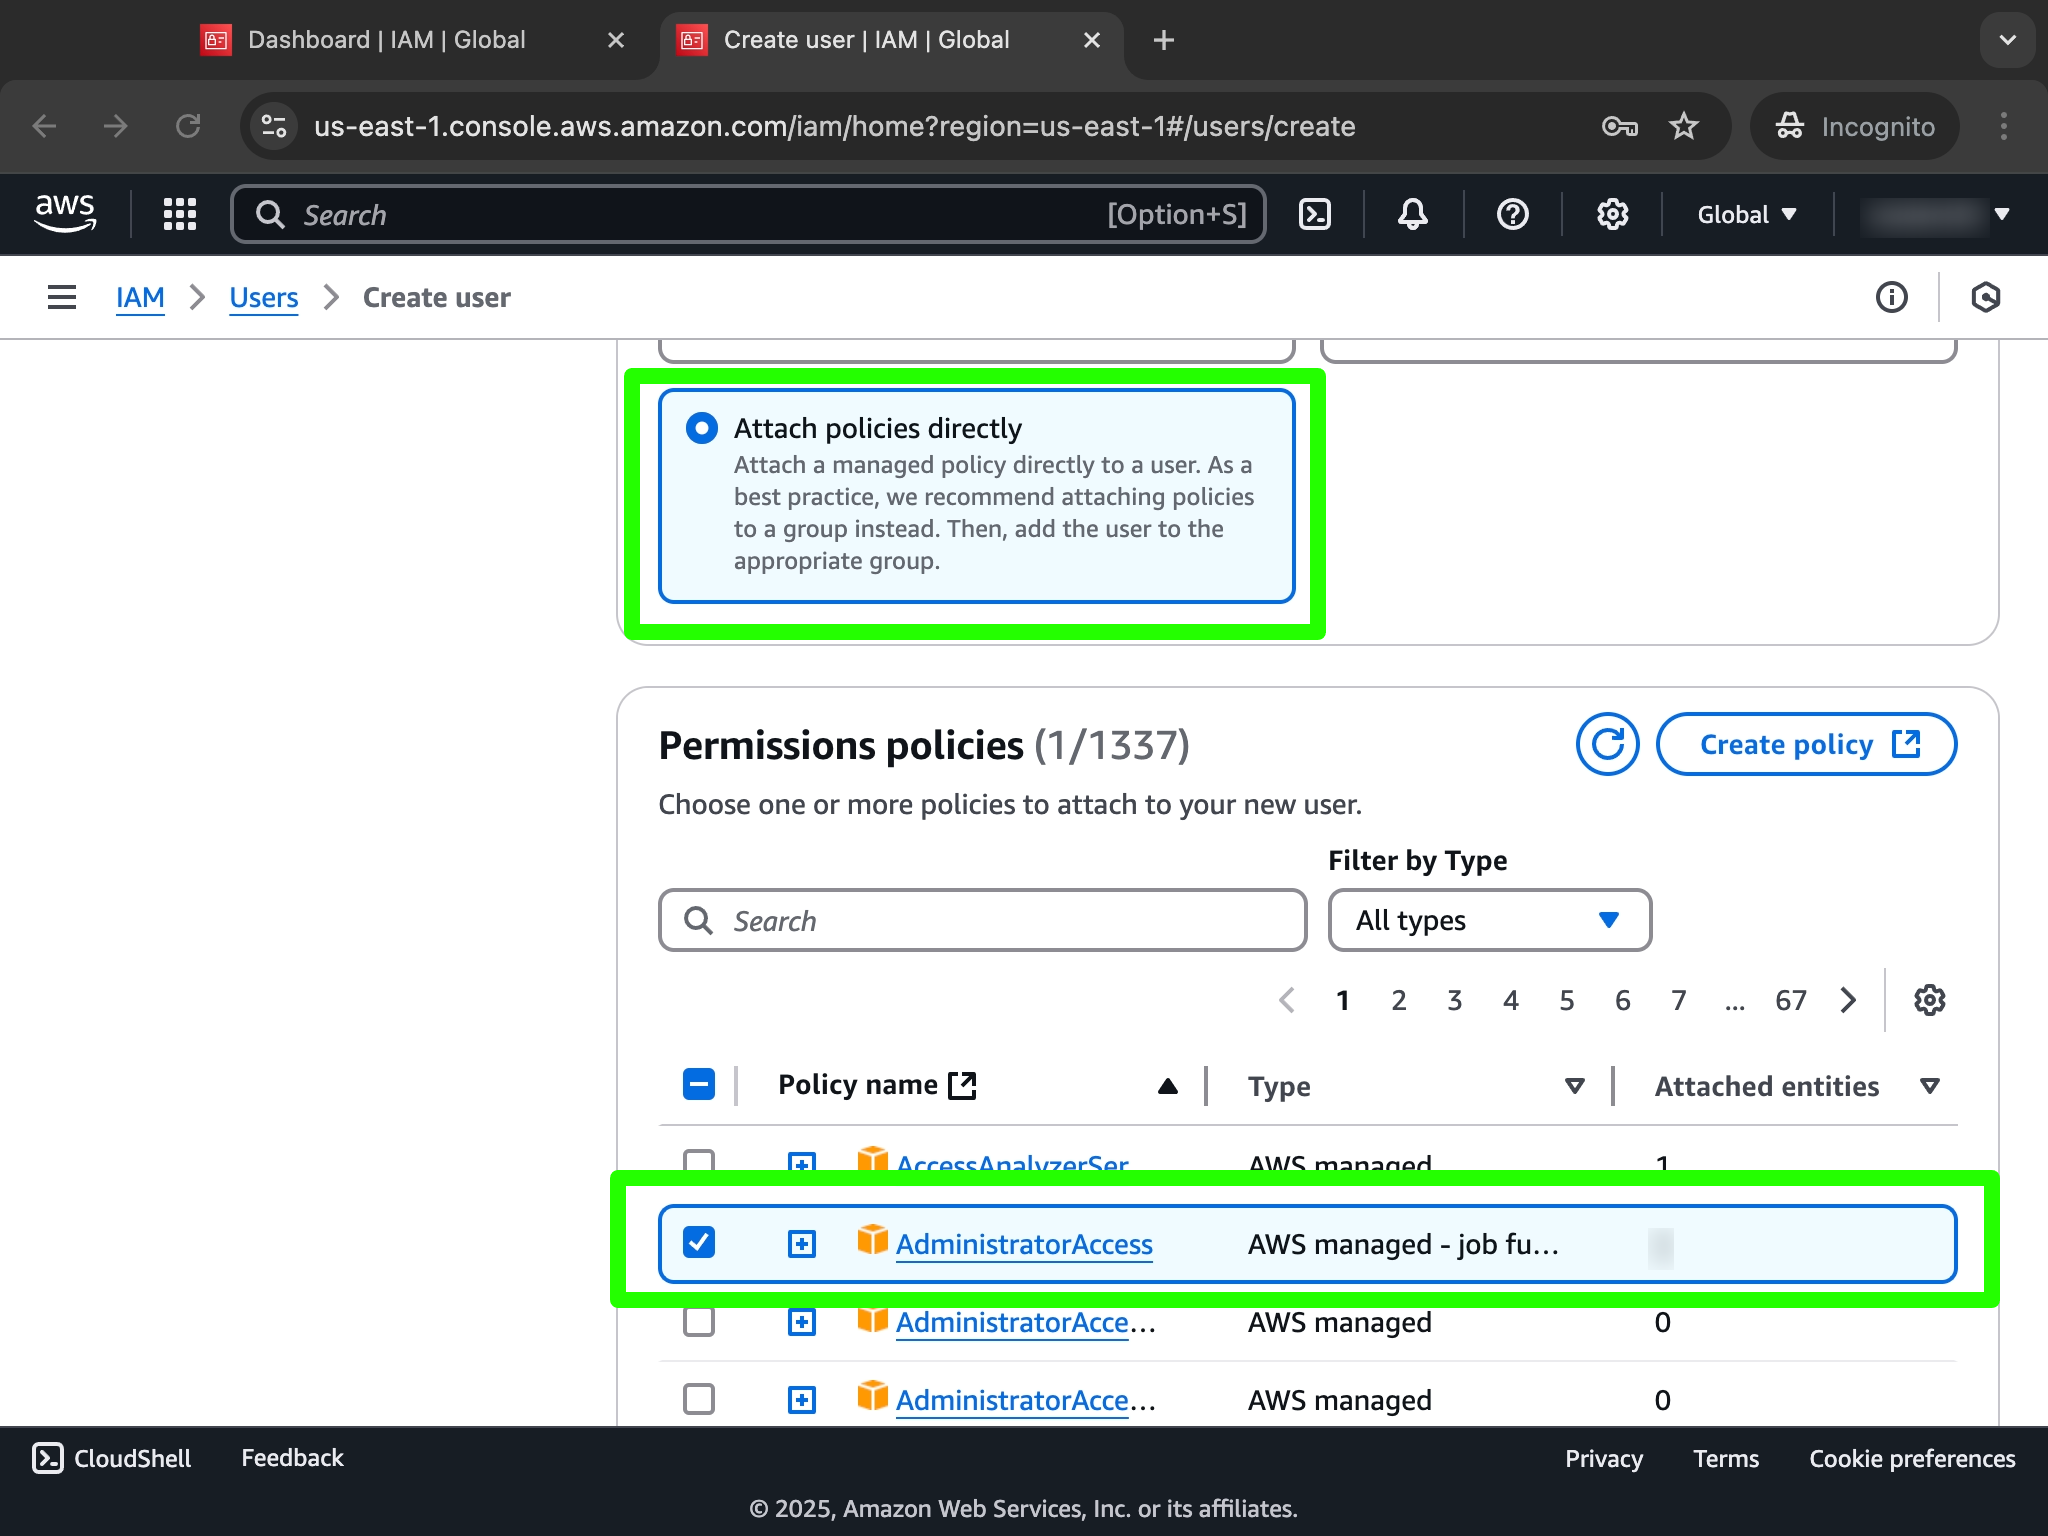 Dashboard | IAM | Global
Create user | IAM | Global
us-east-1.console.aws.amazon.com/iam/home?region=us-east-1#/users/create
Incognito
aws
Search
[Option+S]
Global
IAM
Users
Create user
Attach policies directly
Attach a managed policy directly to a user. As a
best practice, we recommend attaching policies
to a group instead. Then, add the user to the
appropriate group.
Permissions policies (1/1337)
Create policy
Choose one or more policies to attach to your new user.
Filter by Type
Search
All types
1 2 3 4 5 6 7 ... 67
Policy name
Type
Attached entities
AccessAnalyzerSer
AWS managed
1
AdministratorAccess
AWS managed - job fu...
AdministratorAcce...
AWS managed
0
AdministratorAcce...
AWS managed
0
CloudShell
Feedback
Privacy
Terms
Cookie preferences
© 2025, Amazon Web Services, Inc. or its affiliates.